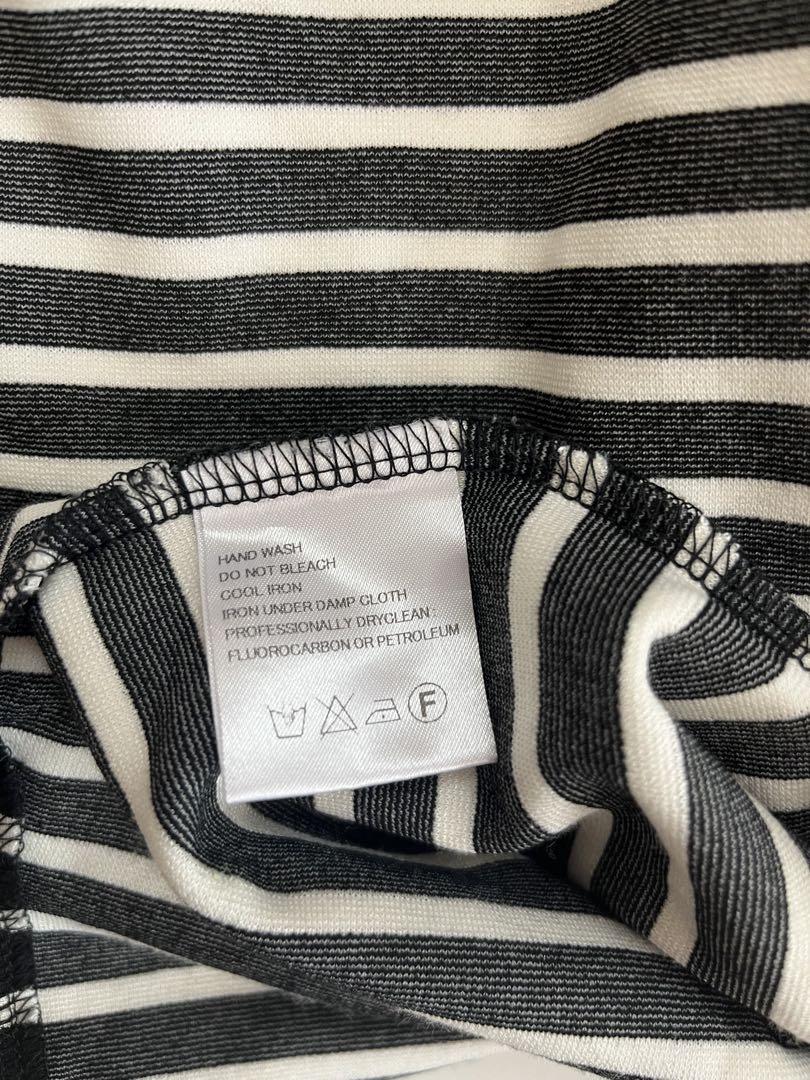 HAND WASH
DO NOT BLEACH
COOL IRON
IRON UNDER DAMP CLOTH
PROFESSIONALLY DRYCLEAN :
FLUOROCARBON OR PETROLEUM
F